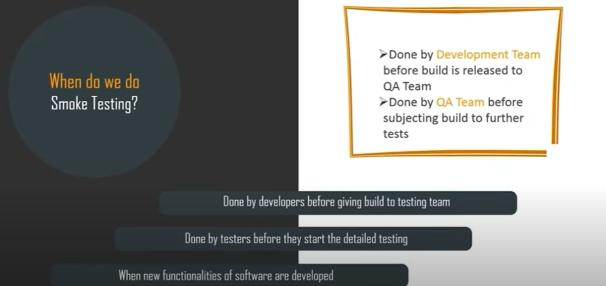 When do we do
Smoke Testing?
➤Done by Development Team
before build is released to
QA Team
➤Done by QA Team before
subjecting build to further
tests
Done by developers before giving build to testing team
Done by testers before they start the detailed testing
When new functionalities of software are developed